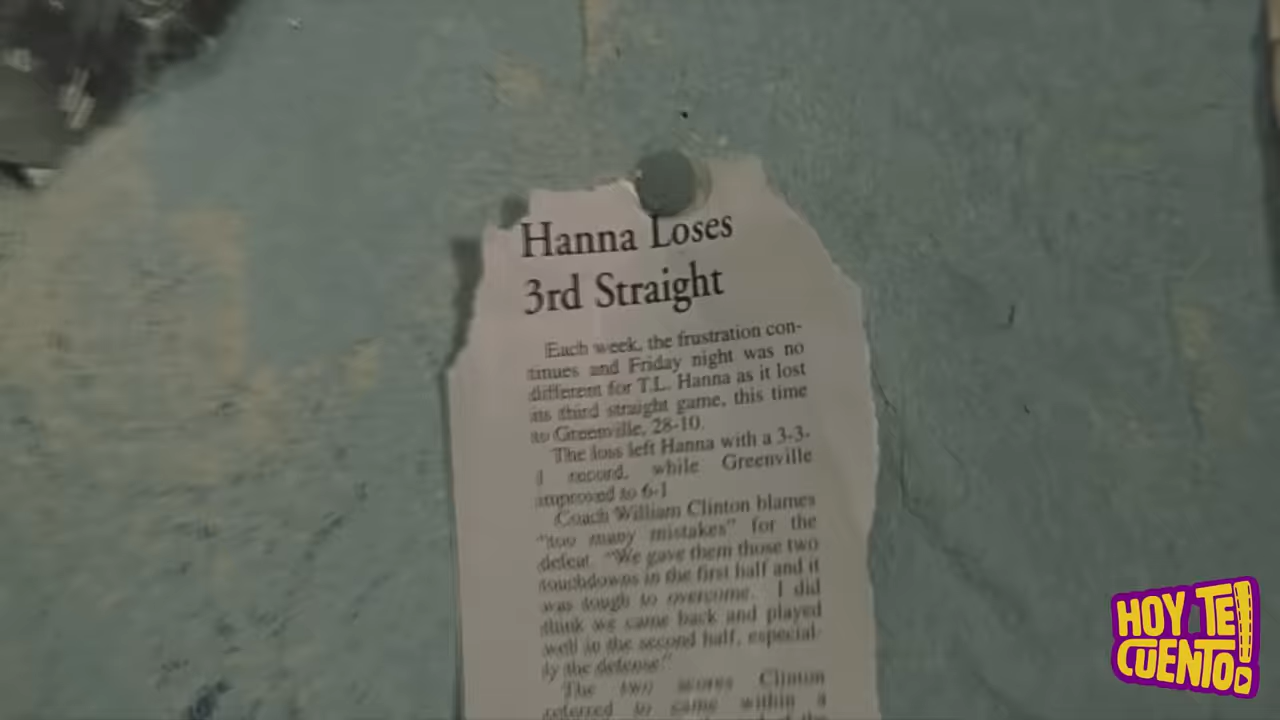 Hanna Loses
3rd Straight
Each week, the frustration con-
tinues and Friday night was no
different for T.L. Hanna as it lost
its third straight game, this time
to Greenville, 28-10.
The loss left Hanna with a 3-3-
1 record, while Greenville
improved to 6-1
Coach William Clinton blames
"too many mistakes" for the
defeat. "We gave them those two
touchdowns in the first half and it
was tough to overcome. I did
think we came back and played
well in the second half, especial-
ly the defense."
The two scores Clinton
referred to came within a
the
HOY TE
CUENTO!